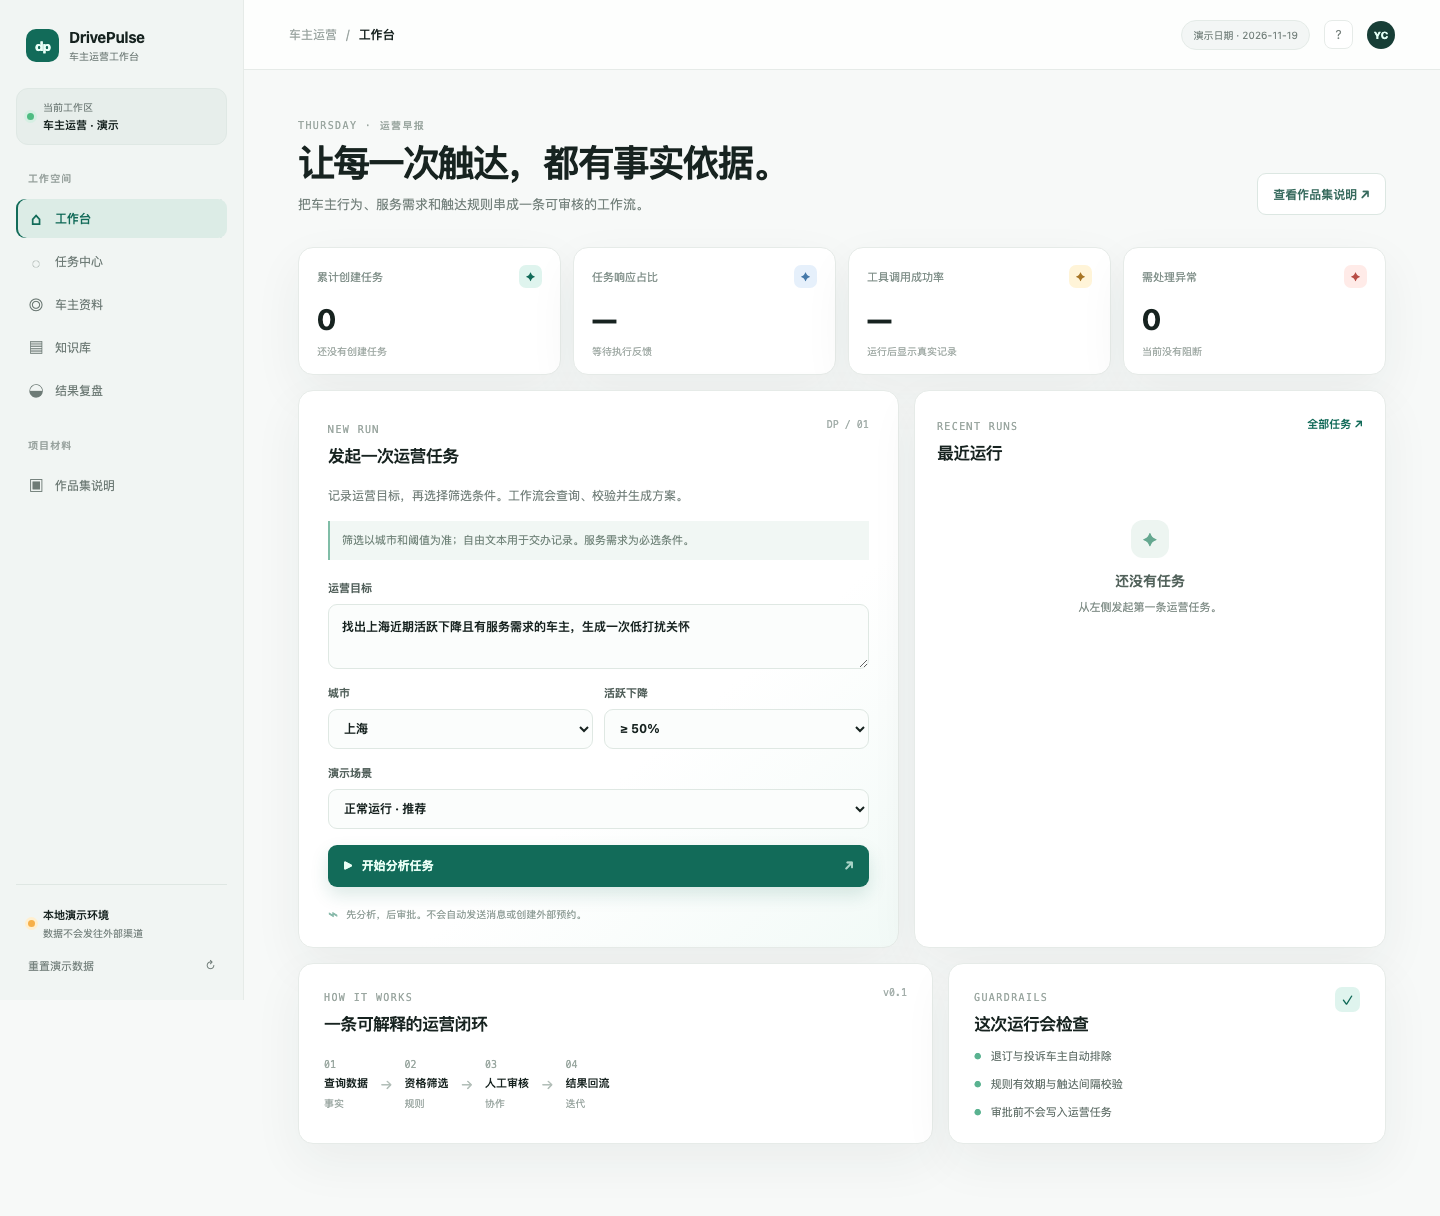 dp
DrivePulse
车主运营工作台
当前工作区
车主运营 · 演示
工作空间
工作台
任务中心
车主资料
知识库
结果复盘
项目材料
作品集说明
本地演示环境
数据不会发往外部渠道
重置演示数据
车主运营 / 工作台
演示日期 · 2026-11-19
?
YC
THURSDAY · 运营早报
让每一次触达，都有事实依据。
把车主行为、服务需求和触达规则串成一条可审核的工作流。
查看作品集说明
累计创建任务
0
还没有创建任务
任务响应占比
—
等待执行反馈
工具调用成功率
—
运行后显示真实记录
需处理异常
0
当前没有阻断
NEW RUN
DP / 01
发起一次运营任务
记录运营目标，再选择筛选条件。工作流会查询、校验并生成方案。
筛选以城市和阈值为准；自由文本用于交办记录。服务需求为必选条件。
运营目标
找出上海近期活跃下降且有服务需求的车主，生成一次低打扰关怀
城市
活跃下降
上海
≥ 50%
演示场景
正常运行 · 推荐
开始分析任务
先分析，后审批。不会自动发送消息或创建外部预约。
RECENT RUNS
全部任务
最近运行
还没有任务
从左侧发起第一条运营任务。
HOW IT WORKS
v0.1
一条可解释的运营闭环
01
查询数据
事实
02
资格筛选
规则
03
人工审核
协作
04
结果回流
迭代
GUARDRAILS
这次运行会检查
退订与投诉车主自动排除
规则有效期与触达间隔校验
审批前不会写入运营任务